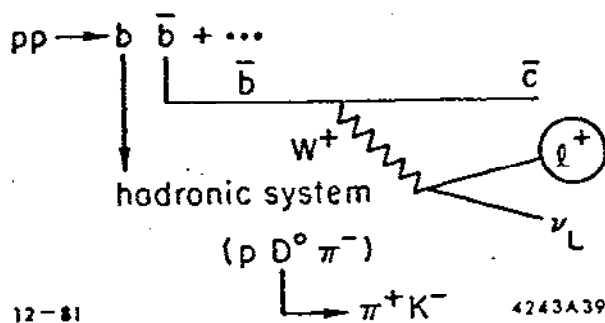 pp → b b̅ + ···
b̅ c̅
W⁺ ℓ⁺
hadronic system
ν_L
(p D⁰ π⁻)
π⁺K⁻
12-81 4243A39